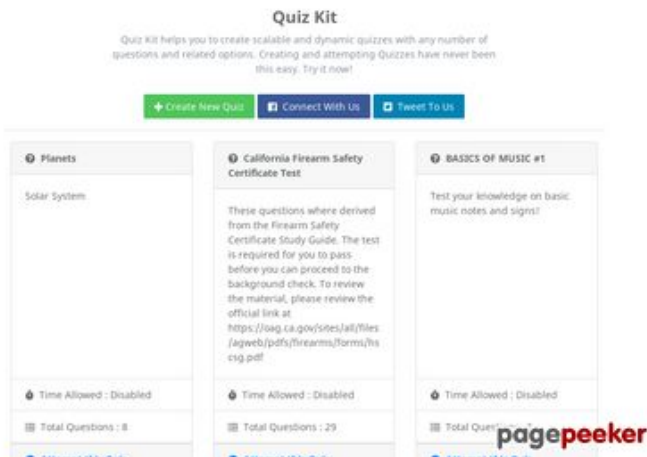 Quiz Kit
Quiz Kit helps you to create scalable and dynamic quizzes with any number of
questions and related options. Creating and attempting Quizzes have never been
this easy. Try it now!
Create New Quiz
Connect With Us
Tweet To Us
Planets
Solar System
Time Allowed : Disabled
Total Questions : 8
California Firearm Safety
Certificate Test
These questions where derived
from the Firearm Safety
Certificate Study Guide. The test
is required for you to pass
before you can proceed to the
background check. To review
the material, please review the
official link at
https://oag.ca.gov/sites/all/files
/agweb/pdfs/firearms/forms/hs
csg.pdf
Time Allowed : Disabled
Total Questions : 29
BASICS OF MUSIC #1
Test your knowledge on basic
music notes and signs!
Time Allowed : Disabled
Total
pagepeeker